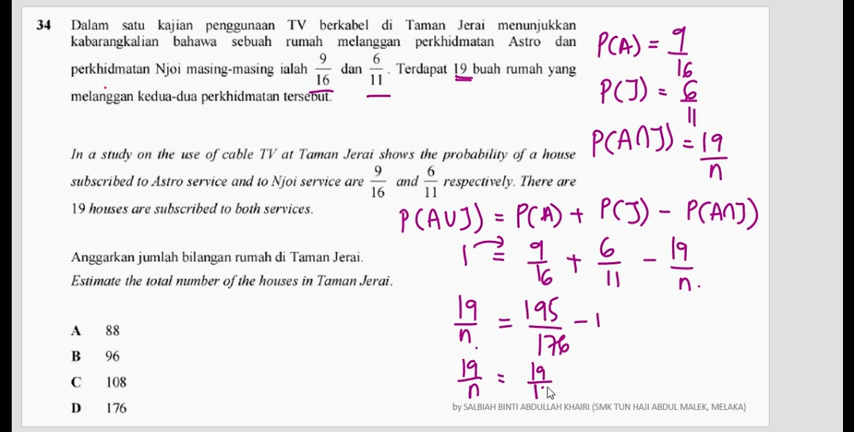 34 Dalam satu kajian penggunaan TV berkabel di Taman Jerai menunjukkan
kabarangkalian bahawa sebuah rumah melanggan perkhidmatan Astro dan
perkhidmatan Njoi masing-masing ialah 9/16 dan 6/11. Terdapat 19 buah rumah yang
melanggan kedua-dua perkhidmatan tersebut.
In a study on the use of cable TV at Taman Jerai shows the probability of a house
subscribed to Astro service and to Njoi service are 9/16 and 6/11 respectively. There are
19 houses are subscribed to both services.
Anggarkan jumlah bilangan rumah di Taman Jerai.
Estimate the total number of the houses in Taman Jerai.
A 88
B 96
C 108
D 176
P(A) = 9/16
P(J) = 6/11
P(A∩J) = 19/n
P(A∪J) = P(A) + P(J) - P(A∩J)
1 = 9/16 + 6/11 - 19/n.
19/n. = 195/176 - 1
19/n = 19/1
by SALBIAH BINTI ABDULLAH KHAIRI (SMK TUN HAJI ABDUL MALEK, MELAKA)